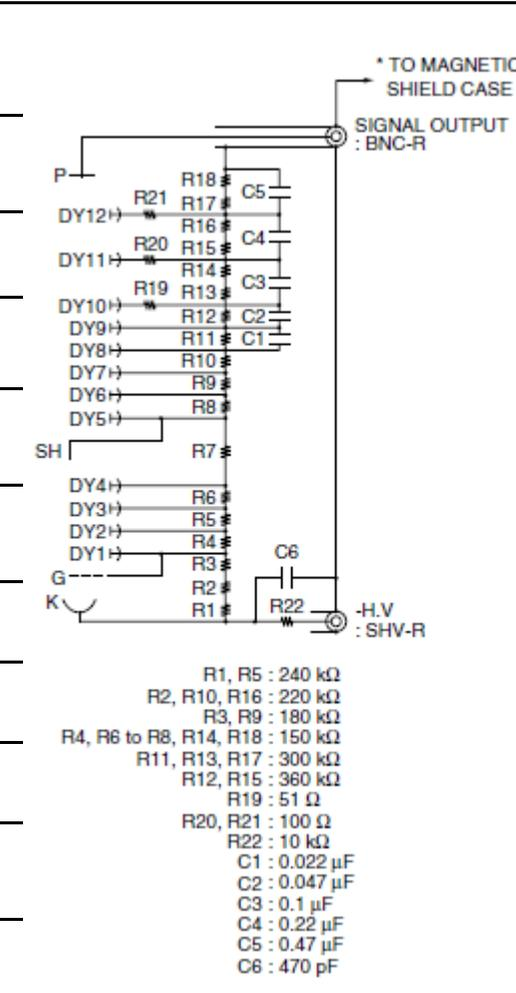 * TO MAGNETIC
SHIELD CASE
SIGNAL OUTPUT
: BNC-R
P
R18
C5
R21
R17
DY12
R16
C4
R20
R15
DY11
R14
C3
R19
R13
DY10
R12
C2
DY9
R11
C1
DY8
R10
DY7
R9
DY6
R8
DY5
SH
R7
DY4
R6
DY3
R5
DY2
R4
DY1
R3
C6
G
R2
K
R1
R22
-H.V
: SHV-R
R1, R5 : 240 kΩ
R2, R10, R16 : 220 kΩ
R3, R9 : 180 kΩ
R4, R6 to R8, R14, R18 : 150 kΩ
R11, R13, R17 : 300 kΩ
R12, R15 : 360 kΩ
R19 : 51 Ω
R20, R21 : 100 Ω
R22 : 10 kΩ
C1 : 0.022 µF
C2 : 0.047 µF
C3 : 0.1 µF
C4 : 0.22 µF
C5 : 0.47 µF
C6 : 470 pF